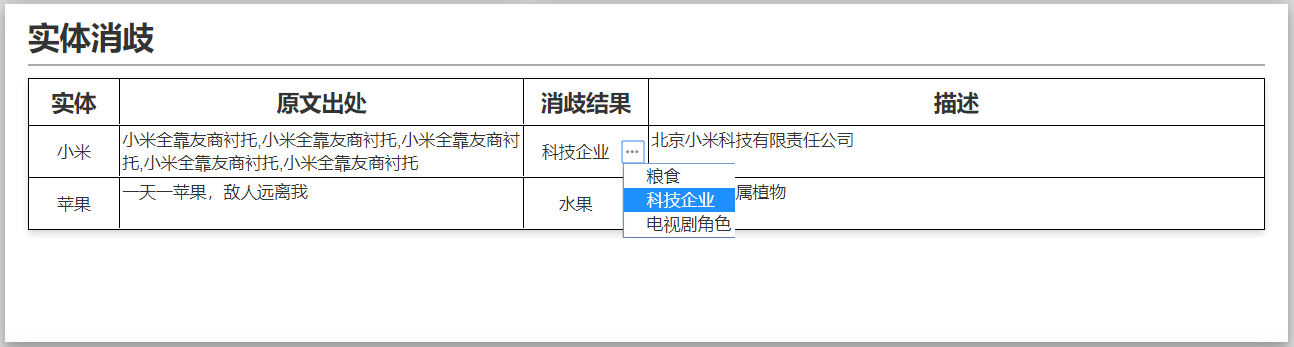 实体消歧
实体 原文出处 消歧结果 描述
小米 小米全靠友商衬托,小米全靠友商衬托,小米全靠友商衬
托,小米全靠友商衬托,小米全靠友商衬托 科技企业 ··· 北京小米科技有限责任公司
粮食
科技企业
电视剧角色
苹果 一天一苹果，敌人远离我 水果 属植物